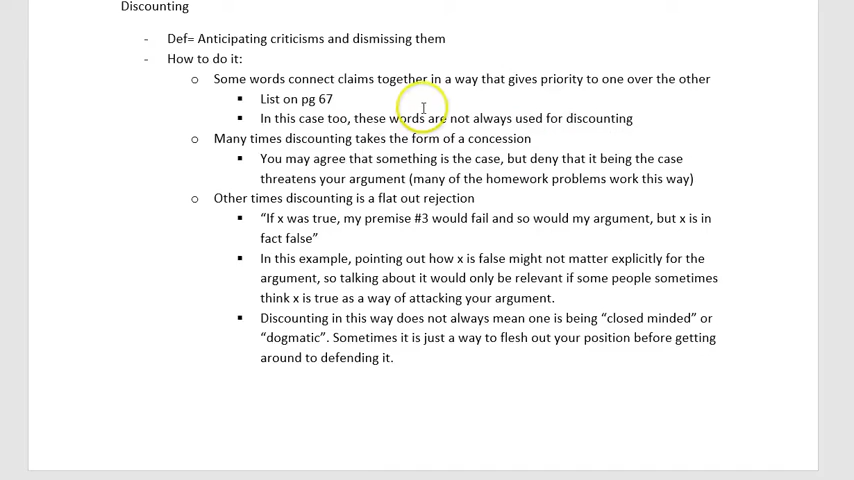 Discounting
- Def= Anticipating criticisms and dismissing them
- How to do it:
o Some words connect claims together in a way that gives priority to one over the other
▪ List on pg 67
▪ In this case too, these words are not always used for discounting
o Many times discounting takes the form of a concession
▪ You may agree that something is the case, but deny that it being the case
threatens your argument (many of the homework problems work this way)
o Other times discounting is a flat out rejection
▪ “If x was true, my premise #3 would fail and so would my argument, but x is in
fact false”
▪ In this example, pointing out how x is false might not matter explicitly for the
argument, so talking about it would only be relevant if some people sometimes
think x is true as a way of attacking your argument.
▪ Discounting in this way does not always mean one is being “closed minded” or
“dogmatic”. Sometimes it is just a way to flesh out your position before getting
around to defending it.